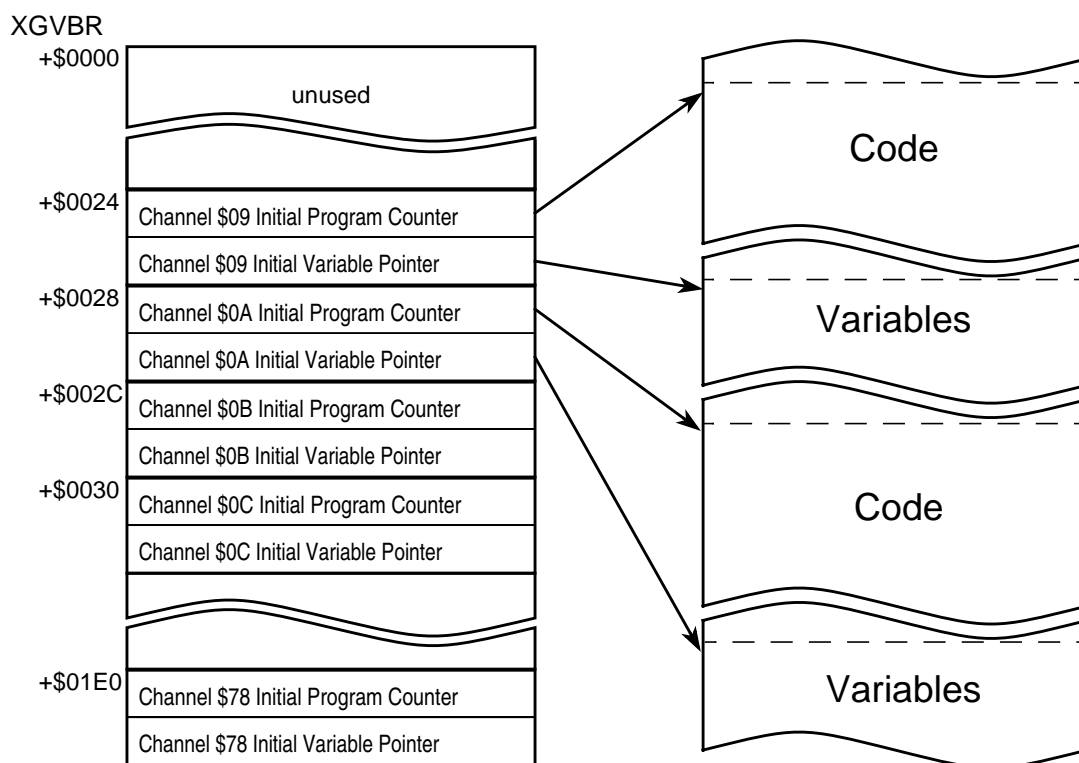 XGVBR
+$0000
unused
+$0024
Channel $09 Initial Program Counter
Channel $09 Initial Variable Pointer
+$0028
Channel $0A Initial Program Counter
Channel $0A Initial Variable Pointer
+$002C
Channel $0B Initial Program Counter
Channel $0B Initial Variable Pointer
+$0030
Channel $0C Initial Program Counter
Channel $0C Initial Variable Pointer
+$01E0
Channel $78 Initial Program Counter
Channel $78 Initial Variable Pointer
Code
Variables
Code
Variables